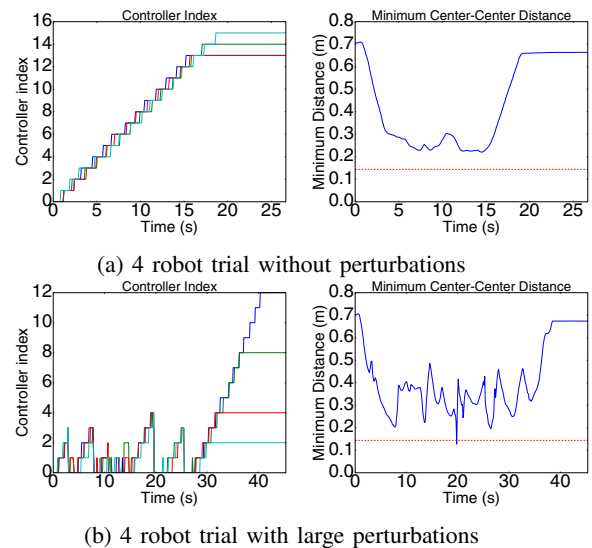 Controller Index
Minimum Center-Center Distance
Controller index
16
14
12
10
8
6
4
2
0
0 5 10 15 20 25
Time (s)
Minimum Distance (m)
0.8
0.7
0.6
0.5
0.4
0.3
0.2
0.1
0.0
0 5 10 15 20 25
Time (s)
(a) 4 robot trial without perturbations
Controller Index
Minimum Center-Center Distance
Controller index
12
10
8
6
4
2
0
0 10 20 30 40
Time (s)
Minimum Distance (m)
0.8
0.7
0.6
0.5
0.4
0.3
0.2
0.1
0.0
0 10 20 30 40
Time (s)
(b) 4 robot trial with large perturbations